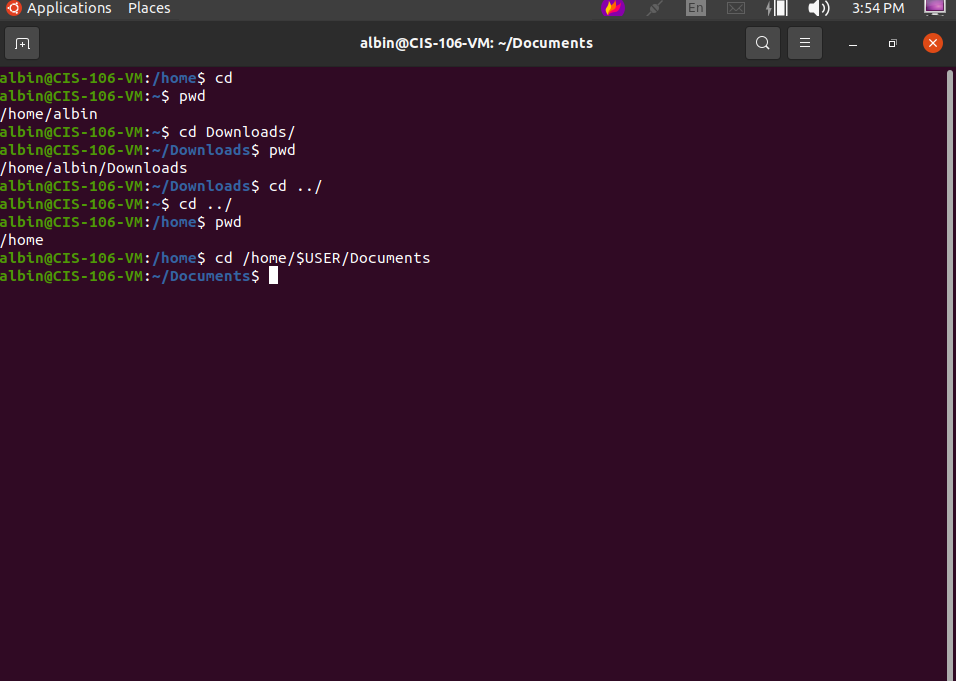 Applications Places En 3:54 PM
albin@CIS-106-VM: ~/Documents
albin@CIS-106-VM:/home$ cd
albin@CIS-106-VM:~$ pwd
/home/albin
albin@CIS-106-VM:~$ cd Downloads/
albin@CIS-106-VM:~/Downloads$ pwd
/home/albin/Downloads
albin@CIS-106-VM:~/Downloads$ cd ../
albin@CIS-106-VM:~$ cd ../
albin@CIS-106-VM:/home$ pwd
/home
albin@CIS-106-VM:/home$ cd /home/$USER/Documents
albin@CIS-106-VM:~/Documents$